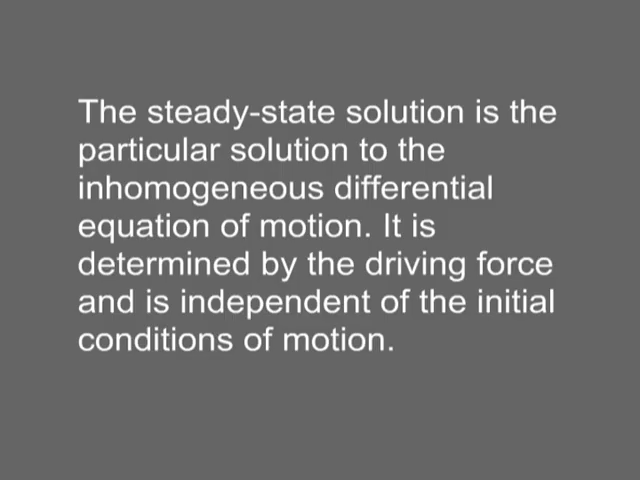 The steady-state solution is the
particular solution to the
inhomogeneous differential
equation of motion. It is
determined by the driving force
and is independent of the initial
conditions of motion.